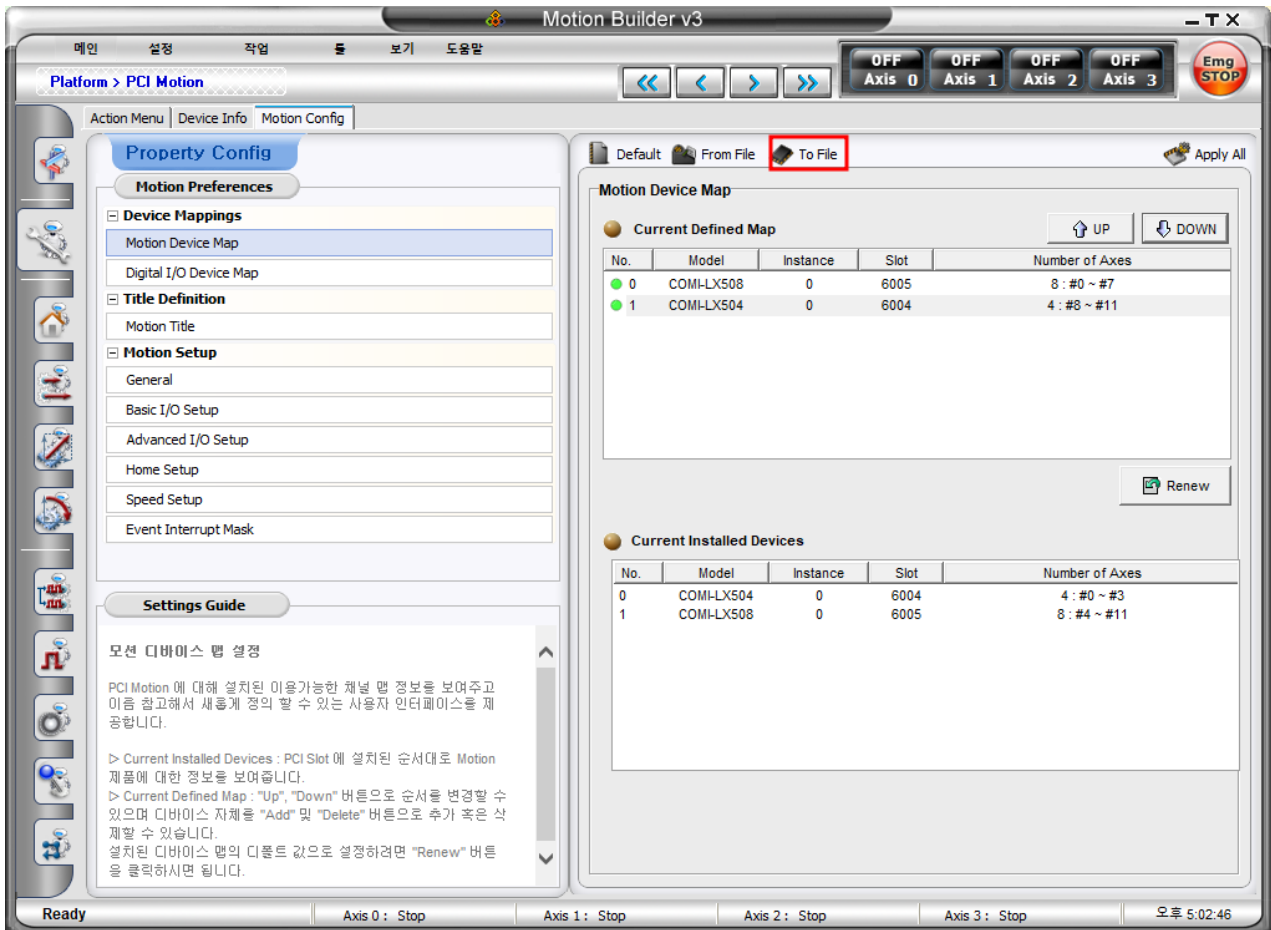 Motion Builder v3
메인 설정 작업 툴 보기 도움말
OFF OFF OFF OFF
Axis 0 Axis 1 Axis 2 Axis 3
Emg
STOP
Platform > PCI Motion
Action Menu Device Info Motion Config
Property Config
Motion Preferences
Device Mappings
Motion Device Map
Digital I/O Device Map
Title Definition
Motion Title
Motion Setup
General
Basic I/O Setup
Advanced I/O Setup
Home Setup
Speed Setup
Event Interrupt Mask
Settings Guide
모션 디바이스 맵 설정
PCI Motion 에 대해 설치된 이용가능한 채널 맵 정보를 보여주고
이음 참고해서 새롭게 정의 할 수 있는 사용자 인터페이스를 제
공합니다.
▷ Current Installed Devices : PCI Slot 에 설치된 순서대로 Motion
제품에 대한 정보를 보여줍니다.
▷ Current Defined Map : "Up", "Down" 버튼으로 순서를 변경할 수
있으며 디바이스 자체을 "Add" 및 "Delete" 버튼으로 추가 혹은 삭
제할 수 있습니다.
설치된 디바이스 맵의 디폴트 값으로 설정하려면 "Renew" 버튼
을 클릭하시면 됩니다.
Default From File To File Apply All
Motion Device Map
Current Defined Map UP DOWN
No. Model Instance Slot Number of Axes
0 COMI-LX508 0 6005 8 : #0 ~ #7
1 COMI-LX504 0 6004 4 : #8 ~ #11
Renew
Current Installed Devices
No. Model Instance Slot Number of Axes
0 COMI-LX504 0 6004 4 : #0 ~ #3
1 COMI-LX508 0 6005 8 : #4 ~ #11
Ready Axis 0 : Stop Axis 1 : Stop Axis 2 : Stop Axis 3 : Stop 오후 5:02:46